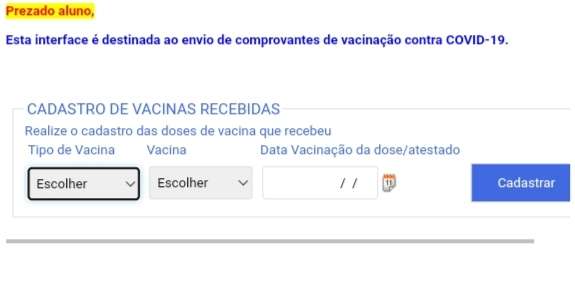 Prezado aluno,
Esta interface é destinada ao envio de comprovantes de vacinação contra COVID-19.
CADASTRO DE VACINAS RECEBIDAS
Realize o cadastro das doses de vacina que recebeu
Tipo de Vacina Vacina Data Vacinação da dose/atestado
Escolher Escolher / / 11 Cadastrar